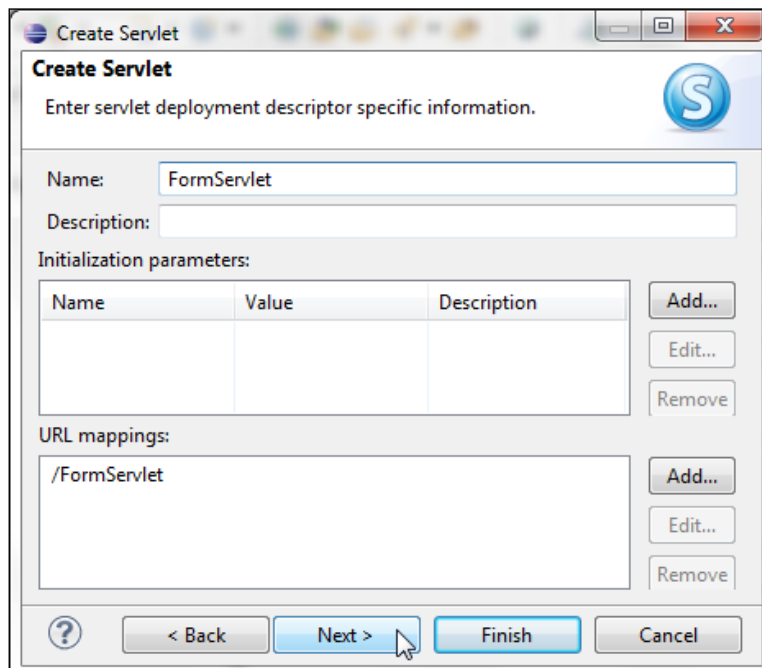 Create Servlet
Create Servlet
Enter servlet deployment descriptor specific information.
S
Name: FormServlet
Description:
Initialization parameters:
Name Value Description
Add...
Edit...
Remove
URL mappings:
/FormServlet
Add...
Edit...
Remove
? < Back Next > Finish Cancel